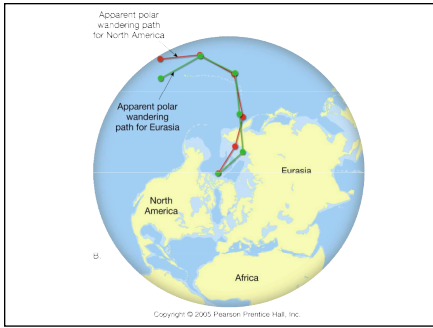 Apparent polar
wandering path
for North America
Apparent polar
wandering
path for Eurasia
Eurasia
North
America
B.
Africa
Copyright © 2005 Pearson Prentice Hall, Inc.